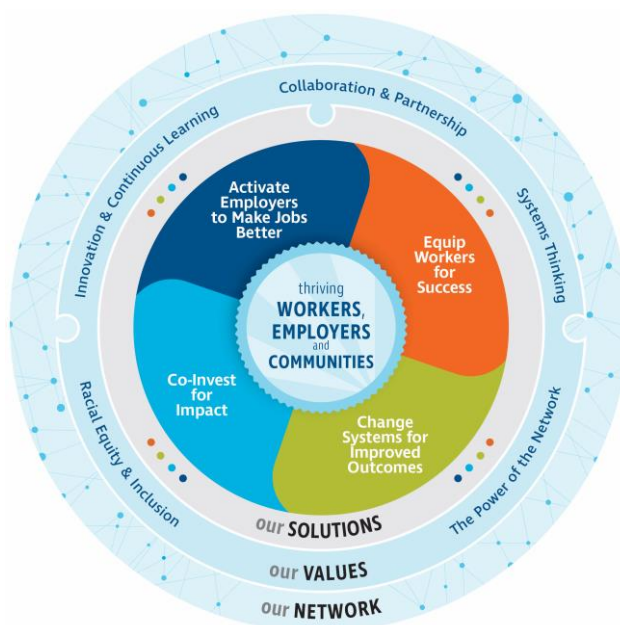 Collaboration & Partnership
Innovation & Continuous Learning
Systems Thinking
Activate
Employers
to Make Jobs
Better
Equip
Workers
for
Success
thriving
WORKERS,
EMPLOYERS
and
COMMUNITIES
Co-Invest
for
Impact
Change
Systems for
Improved
Outcomes
Racial Equity & Inclusion
The Power of the Network
our SOLUTIONS
our VALUES
our NETWORK